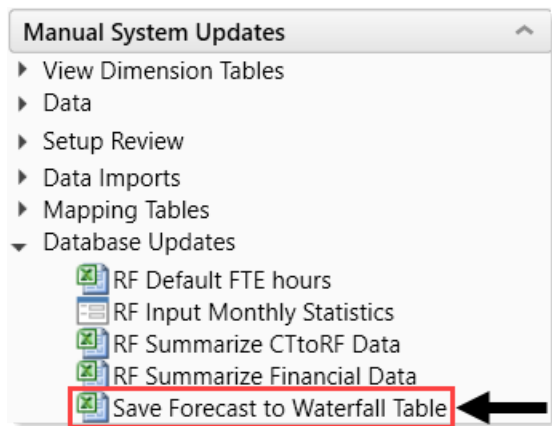 Manual System Updates
View Dimension Tables
Data
Setup Review
Data Imports
Mapping Tables
Database Updates
RF Default FTE hours
RF Input Monthly Statistics
RF Summarize CTtoRF Data
RF Summarize Financial Data
Save Forecast to Waterfall Table